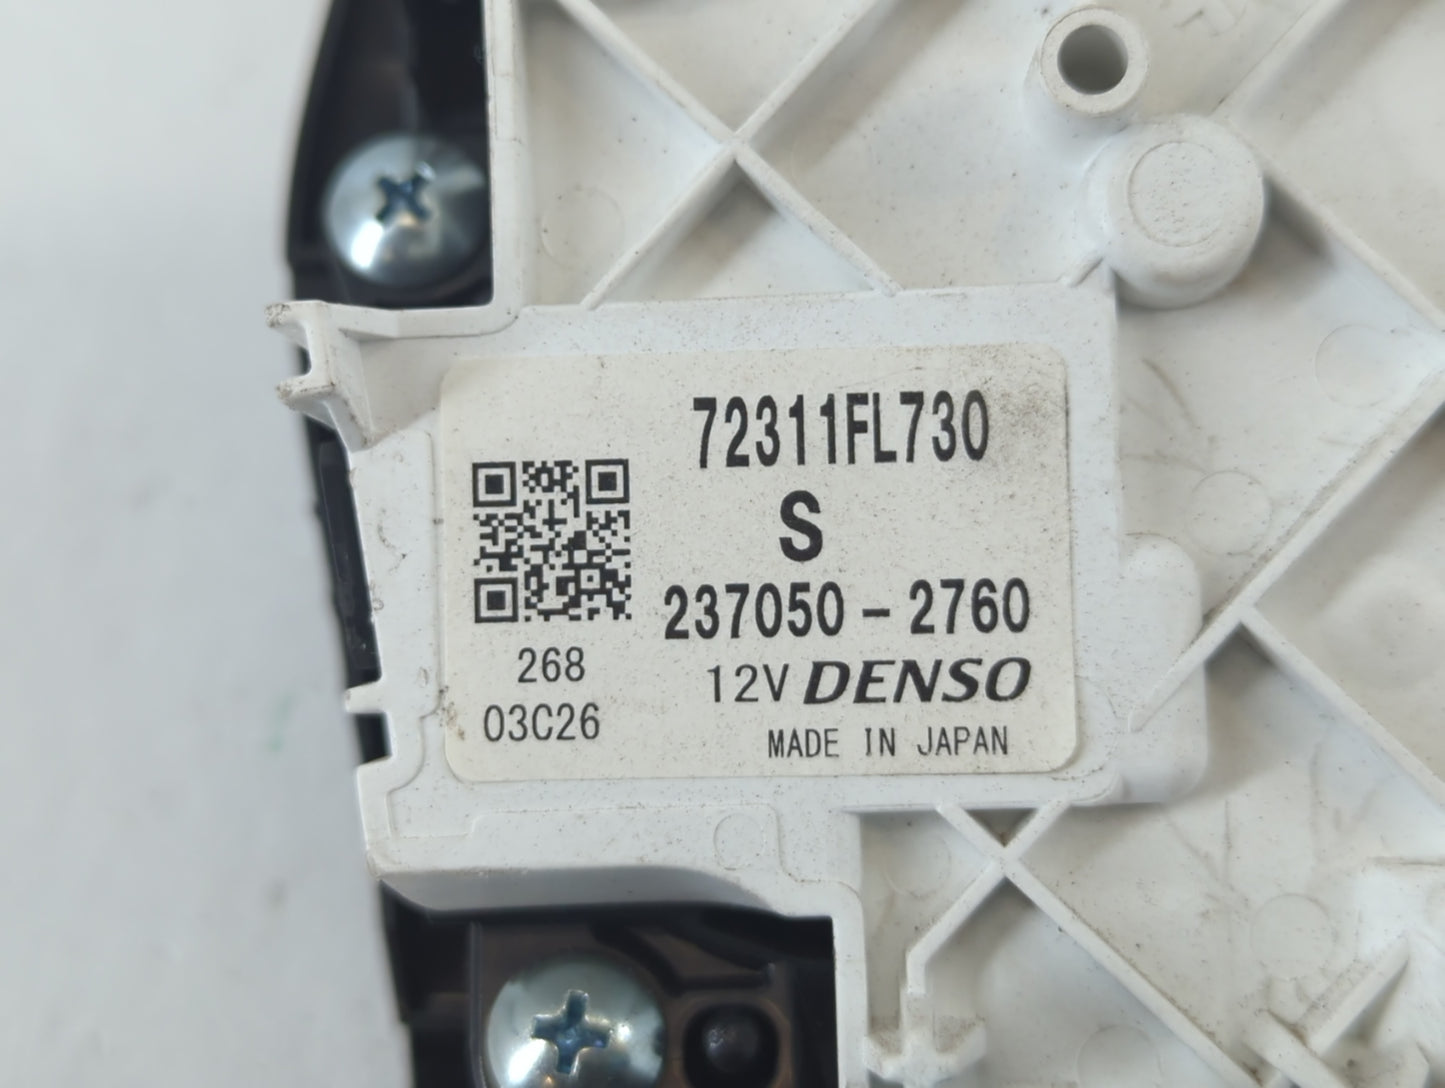 72311FL730
S
237050-2760
268
12V DENSO
03C26
MADE IN JAPAN